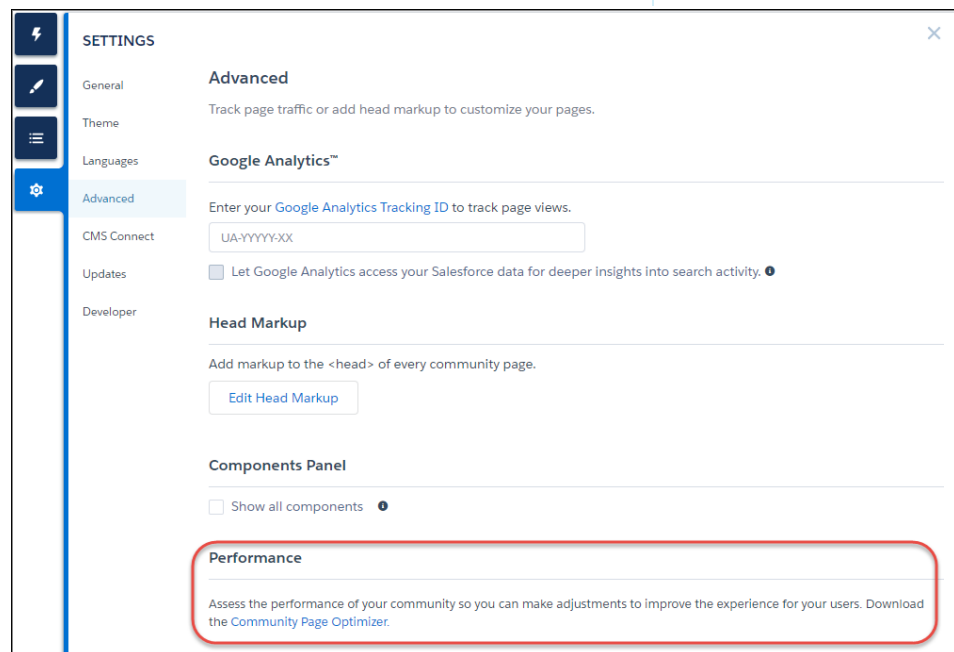 SETTINGS
General
Theme
Languages
Advanced
CMS Connect
Updates
Developer
Advanced
Track page traffic or add head markup to customize your pages.
Google Analytics™
Enter your Google Analytics Tracking ID to track page views.
UA-YYYYY-XX
Let Google Analytics access your Salesforce data for deeper insights into search activity.
Head Markup
Add markup to the <head> of every community page.
Edit Head Markup
Components Panel
Show all components
Performance
Assess the performance of your community so you can make adjustments to improve the experience for your users. Download
the Community Page Optimizer.